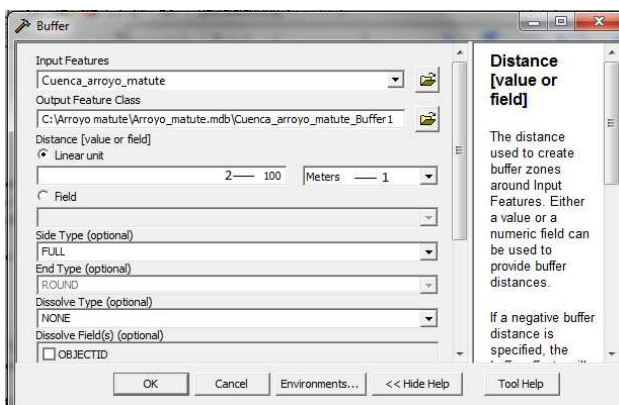 Buffer
Input Features
Cuenca_arroyo_matute
Output Feature Class
C:\Arroyo matute\Arroyo_matute.mdb\Cuenca_arroyo_matute_Buffer1
Distance [value or field]
Linear unit
2 — 100 Meters — 1
Field
Side Type (optional)
FULL
End Type (optional)
ROUND
Dissolve Type (optional)
NONE
Dissolve Field(s) (optional)
OBJECTID
Distance
[value or
field]
The distance
used to create
buffer zones
around Input
Features. Either
a value or a
numeric field can
be used to
provide buffer
distances.
If a negative buffer
distance is
specified, the
OK Cancel Environments... << Hide Help Tool Help